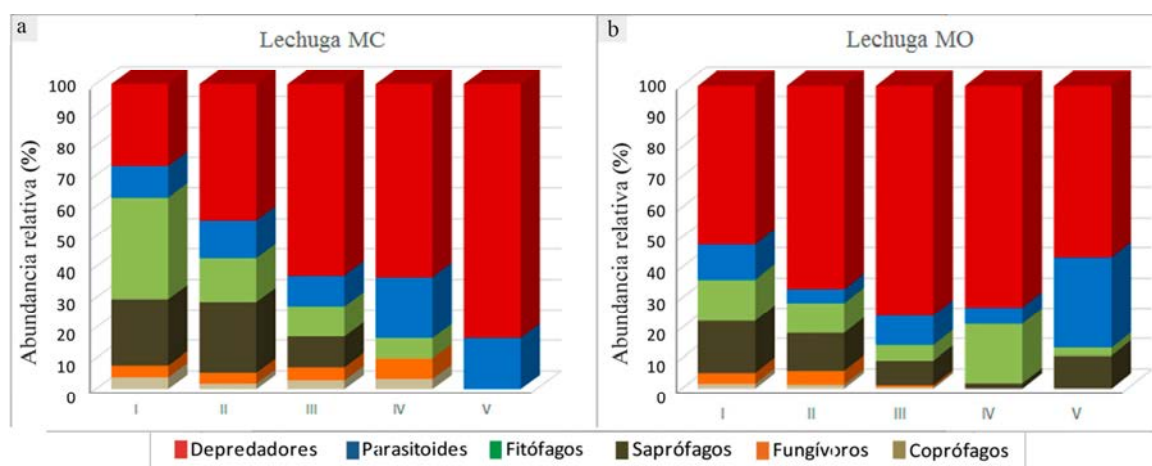 a
Lechuga MC
Abundancia relativa (%)
100
90
80
70
60
50
40
30
20
10
0
I
II
III
IV
V
b
Lechuga MO
Abundancia relativa (%)
100
90
80
70
60
50
40
30
20
10
0
I
II
III
IV
V
Depredadores Parasitoides Fitófagos Saprófagos Fungívoros Coprófagos